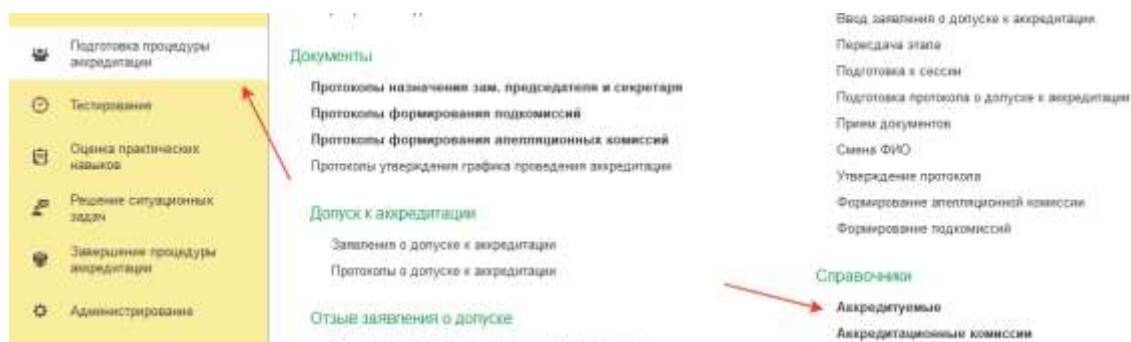 Подготовка процедуры
аккредитации
Тестирование
Оценка практических
навыков
Решение ситуационных
задач
Завершение процедуры
аккредитации
Администрирование
Документы
Протоколы назначения зам. председателя и секретаря
Протоколы формирования подкомиссий
Протоколы формирования апелляционных комиссий
Протоколы утверждения графика проведения аккредитации
Допуск к аккредитации
Заявления о допуске к аккредитации
Протоколы о допуске к аккредитации
Отзыв заявления о допуске
Ввод заявления о допуске к аккредитации
Пересдача этапа
Подготовка к сессии
Подготовка протокола о допуске к аккредитации
Прием документов
Смена ФИО
Утверждение протокола
Формирование апелляционной комиссии
Формирование подкомиссий
Справочники
Аккредитуемые
Аккредитационные комиссии